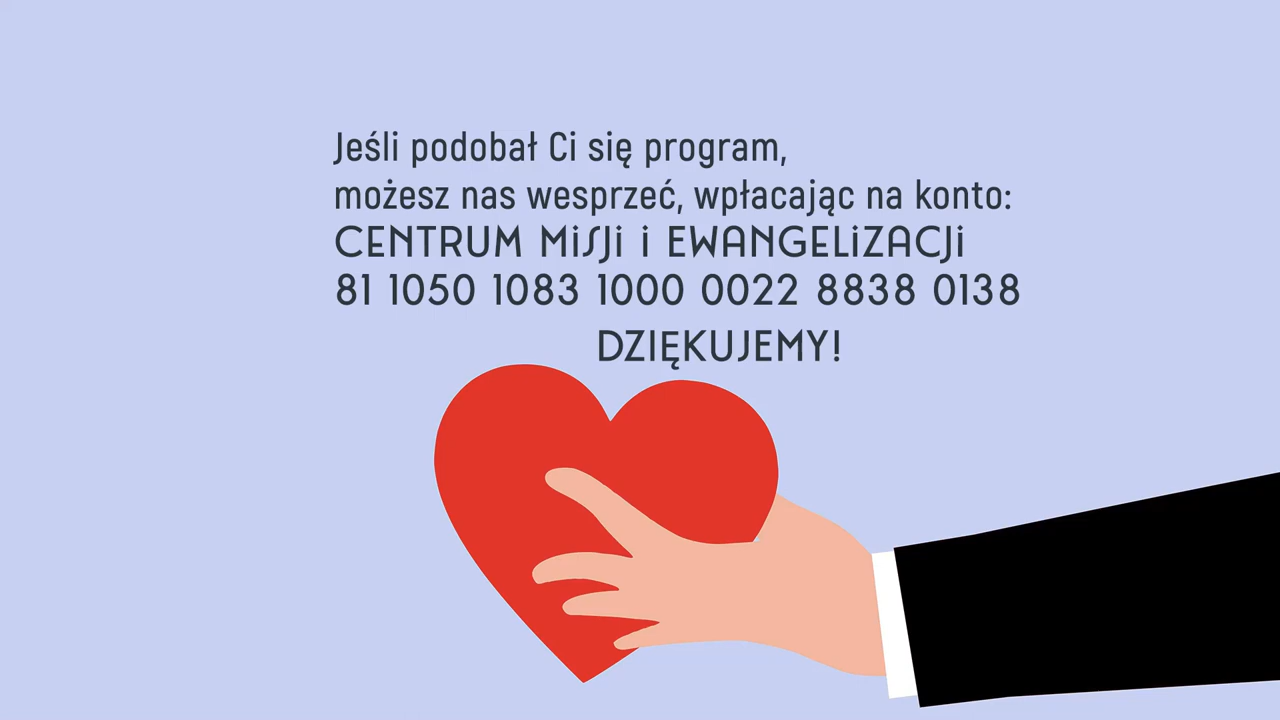 Jeśli podobał Ci się program,
możesz nas wesprzeć, wpłacając na konto:
CENTRUM MiSJi i EWANGELiZACJi
81 1050 1083 1000 0022 8838 0138
DZIĘKUJEMY!